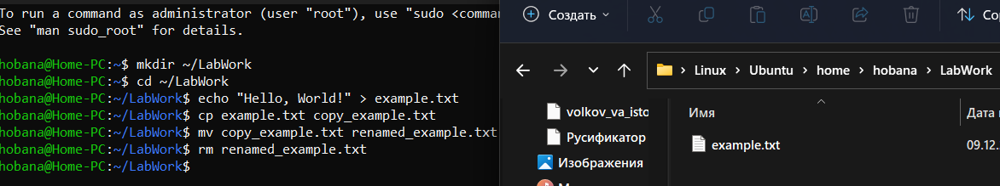 To run a command as administrator (user "root"), use "sudo <comman
See "man sudo_root" for details.
hobana@Home-PC:~$ mkdir ~/LabWork
hobana@Home-PC:~$ cd ~/LabWork
hobana@Home-PC:~/LabWork$ echo "Hello, World!" > example.txt
hobana@Home-PC:~/LabWork$ cp example.txt copy_example.txt
hobana@Home-PC:~/LabWork$ mv copy_example.txt renamed_example.txt
hobana@Home-PC:~/LabWork$ rm renamed_example.txt
hobana@Home-PC:~/LabWork$
Создать
Linux > Ubuntu > home > hobana > LabWork
volkov_va_isto
Русификатор
Изображения
Имя
Дата
example.txt
09.12.